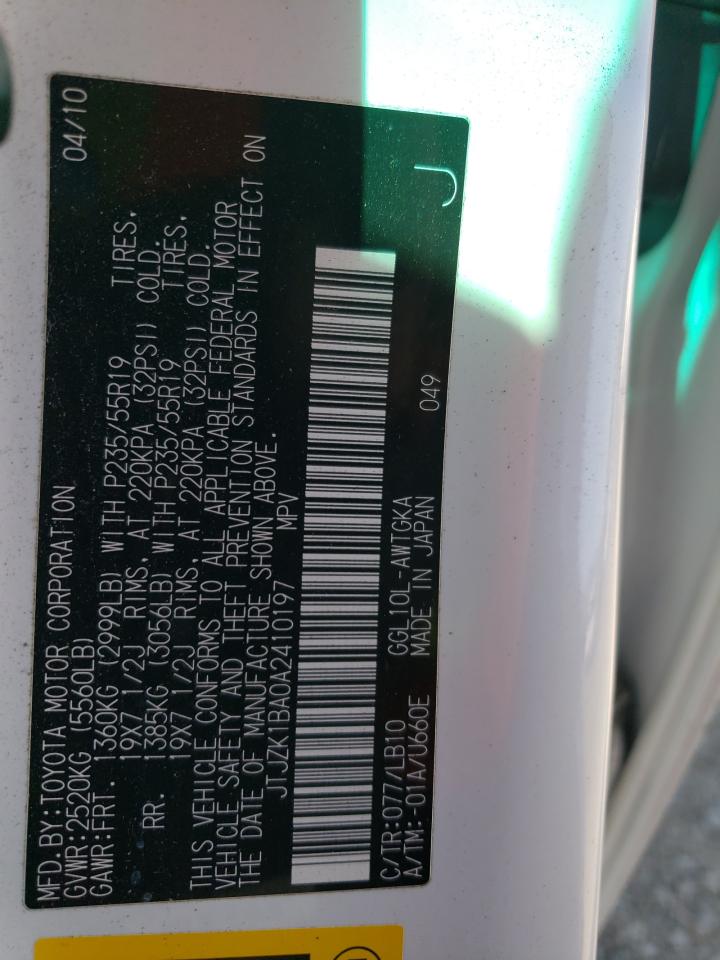 MFD.BY:TOYOTA MOTOR CORPORATION 04/10
GVWR:2520KG (5560LB)
GAWR:FRT. 1360KG (2999LB) WITH P235/55R19 TIRES,
19X7 1/2J RIMS, AT 220KPA (32PSI) COLD.
RR. 1385KG (3056LB) WITH P235/55R19 TIRES,
19X7 1/2J RIMS, AT 220KPA (32PSI) COLD.
THIS VEHICLE CONFORMS TO ALL APPLICABLE FEDERAL MOTOR
VEHICLE SAFETY AND THEFT PREVENTION STANDARDS IN EFFECT ON
THE DATE OF MANUFACTURE SHOWN ABOVE.
JTJZK1BA0A2410197 MPV
C/TR:077/LB10 GGL10L-AWTGKA 049
A/TM:-01A/U660E MADE IN JAPAN
J